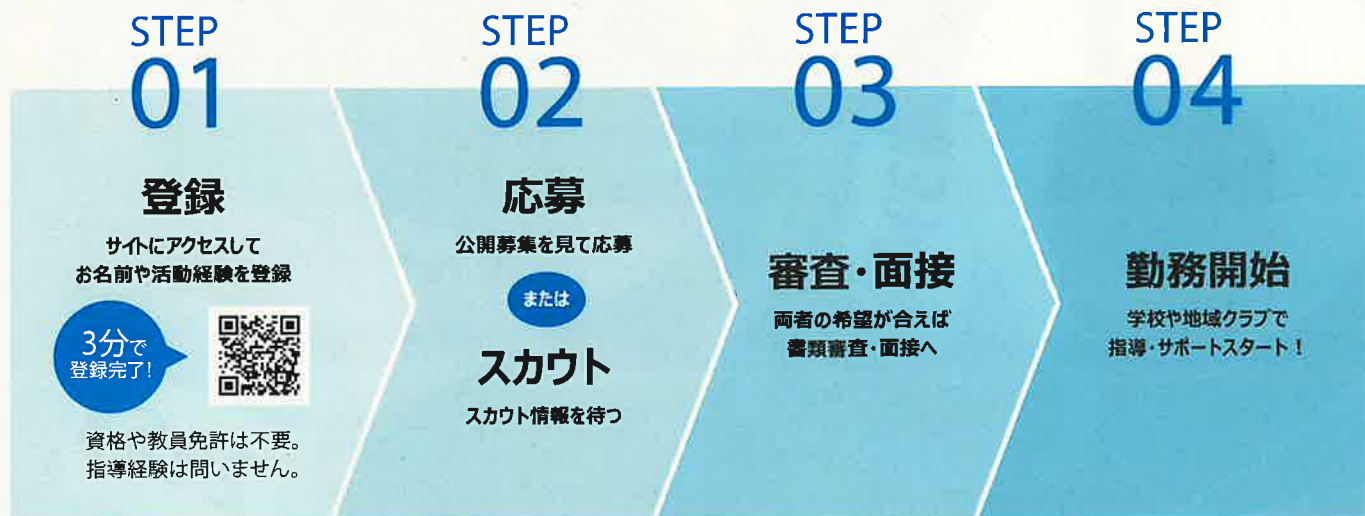 STEP
01
登録
サイトにアクセスして
お名前や活動経験を登録
3分で
登録完了!
資格や教員免許は不要。
指導経験は問いません。
STEP
02
応募
公開募集を見て応募
または
スカウト
スカウト情報を待つ
STEP
03
審査・面接
両者の希望が合えば
書類審査・面接へ
STEP
04
勤務開始
学校や地域クラブで
指導・サポートスタート!